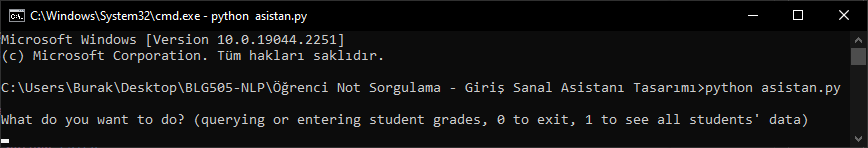 C:\Windows\System32\cmd.exe - python  asistan.py
Microsoft Windows [Version 10.0.19044.2251]
(c) Microsoft Corporation. Tüm hakları saklıdır.
C:\Users\Burak\Desktop\BLG505-NLP\Öğrenci Not Sorgulama - Giriş Sanal Asistanı Tasarımı>python asistan.py
What do you want to do? (querying or entering student grades, 0 to exit, 1 to see all students' data)